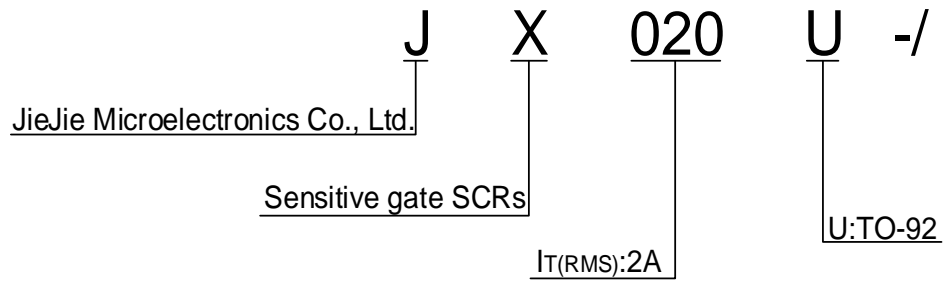 J X 020 U -/
JieJie Microelectronics Co., Ltd.
Sensitive gate SCRs
U:TO-92
IT(RMS):2A